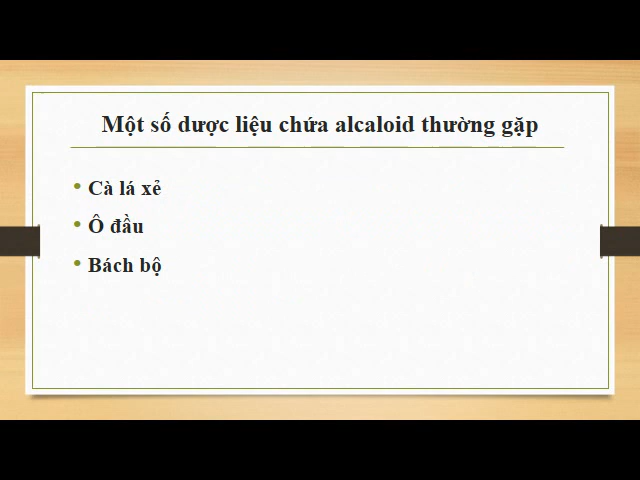 Một số dược liệu chứa alcaloid thường gặp
• Cà lá xẻ
• Ô đầu
• Bách bộ